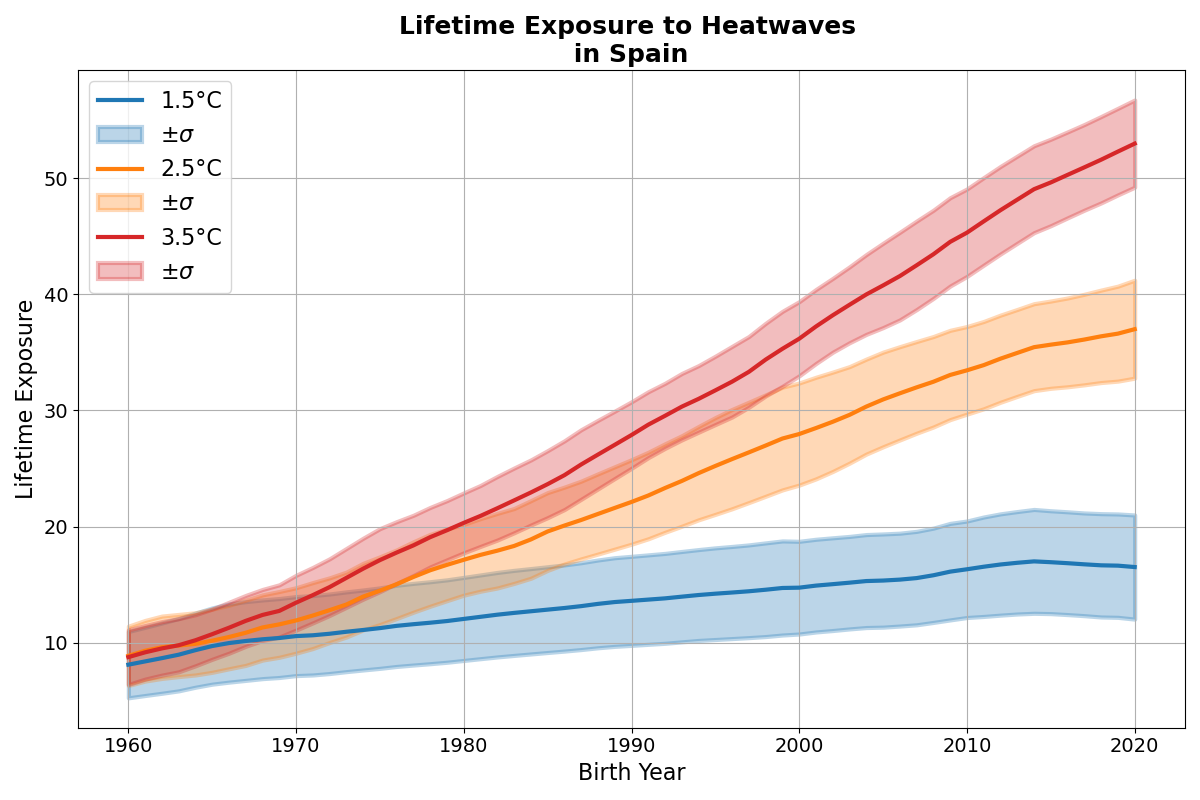 Lifetime Exposure to Heatwaves
in Spain
1.5°C
±σ
2.5°C
±σ
3.5°C
±σ
Lifetime Exposure
50
40
30
20
10
1960 1970 1980 1990 2000 2010 2020
Birth Year